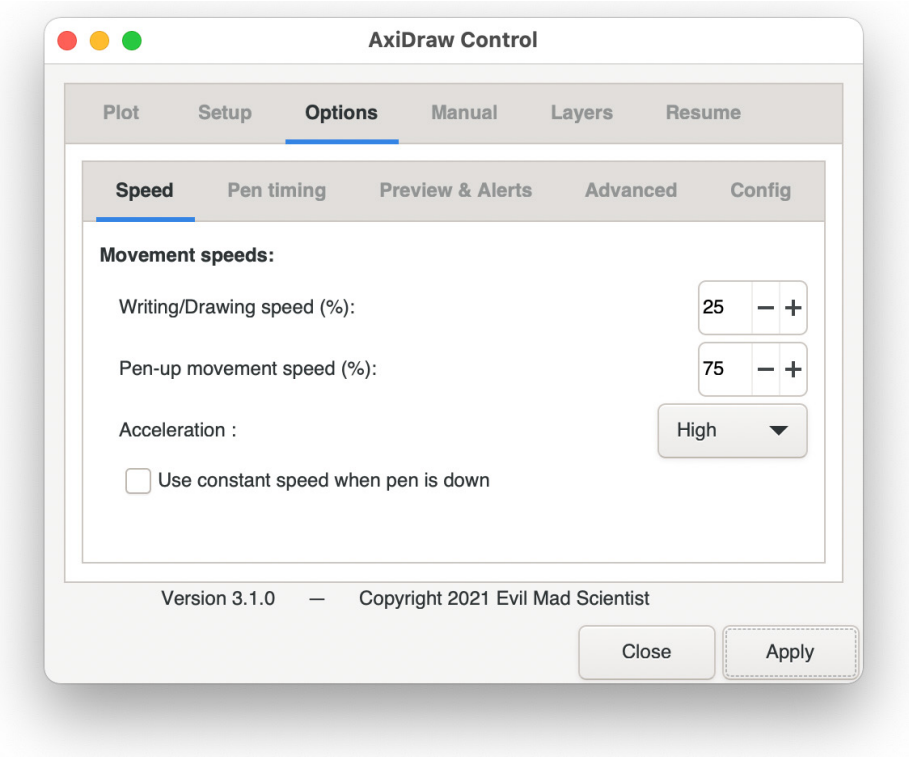 AxiDraw Control
Plot Setup Options Manual Layers Resume
Speed Pen timing Preview & Alerts Advanced Config
Movement speeds:
Writing/Drawing speed (%): 25
Pen-up movement speed (%): 75
Acceleration : High
Use constant speed when pen is down
Version 3.1.0 — Copyright 2021 Evil Mad Scientist
Close Apply